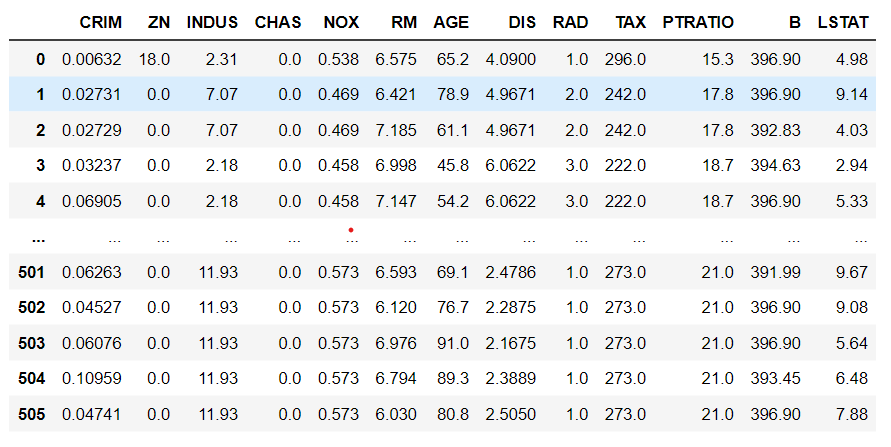 CRIM ZN INDUS CHAS NOX RM AGE DIS RAD TAX PTRATIO B LSTAT
0 0.00632 18.0 2.31 0.0 0.538 6.575 65.2 4.0900 1.0 296.0 15.3 396.90 4.98
1 0.02731 0.0 7.07 0.0 0.469 6.421 78.9 4.9671 2.0 242.0 17.8 396.90 9.14
2 0.02729 0.0 7.07 0.0 0.469 7.185 61.1 4.9671 2.0 242.0 17.8 392.83 4.03
3 0.03237 0.0 2.18 0.0 0.458 6.998 45.8 6.0622 3.0 222.0 18.7 394.63 2.94
4 0.06905 0.0 2.18 0.0 0.458 7.147 54.2 6.0622 3.0 222.0 18.7 396.90 5.33
... ... ... ... ... ... ... ... ... ... ... ... ... ...
501 0.06263 0.0 11.93 0.0 0.573 6.593 69.1 2.4786 1.0 273.0 21.0 391.99 9.67
502 0.04527 0.0 11.93 0.0 0.573 6.120 76.7 2.2875 1.0 273.0 21.0 396.90 9.08
503 0.06076 0.0 11.93 0.0 0.573 6.976 91.0 2.1675 1.0 273.0 21.0 396.90 5.64
504 0.10959 0.0 11.93 0.0 0.573 6.794 89.3 2.3889 1.0 273.0 21.0 393.45 6.48
505 0.04741 0.0 11.93 0.0 0.573 6.030 80.8 2.5050 1.0 273.0 21.0 396.90 7.88